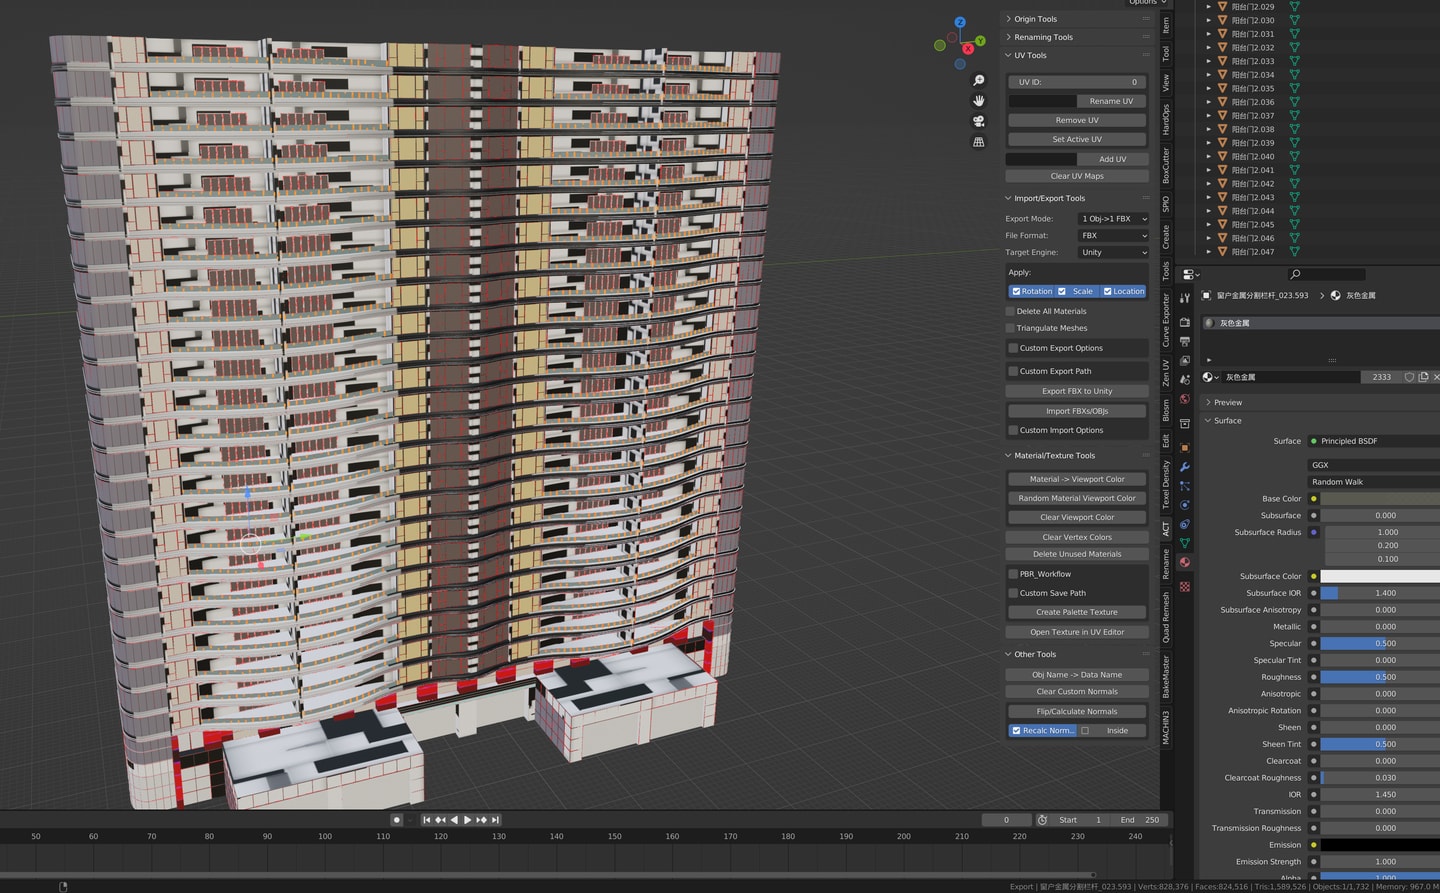 Options
Origin Tools
Renaming Tools
UV Tools
UV ID: 0
Rename UV
Remove UV
Set Active UV
Add UV
Clear UV Maps
Import/Export Tools
Export Mode: 1 Obj->1 FBX
File Format: FBX
Target Engine: Unity
Apply:
Rotation Scale Location
Delete All Materials
Triangulate Meshes
Custom Export Options
Custom Export Path
Export FBX to Unity
Import FBXs/OBJs
Custom Import Options
Material/Texture Tools
Material -> Viewport Color
Random Material Viewport Color
Clear Viewport Color
Clear Vertex Colors
Delete Unused Materials
PBR_Workflow
Custom Save Path
Create Palette Texture
Open Texture in UV Editor
Other Tools
Obj Name -> Data Name
Clear Custom Normals
Flip/Calculate Normals
Recalc Norm.. Inside
Item
Tool
View
HardOps
BoxCutter
SPIO
Create
Tools
Curve Exporter
Zen UV
Blosm
Edit
Texel Density
ACT
Rename
Quad Remesh
BakeMaster
MACHIN3
阳台门2.029
阳台门2.030
阳台门2.031
阳台门2.032
阳台门2.033
阳台门2.034
阳台门2.035
阳台门2.036
阳台门2.037
阳台门2.038
阳台门2.039
阳台门2.040
阳台门2.041
阳台门2.042
阳台门2.043
阳台门2.044
阳台门2.045
阳台门2.046
阳台门2.047
窗户金属分割栏杆_023.593 > 灰色金属
灰色金属
灰色金属 2333
Preview
Surface
Surface Principled BSDF
GGX
Random Walk
Base Color
Subsurface 0.000
Subsurface Radius 1.000
0.200
0.100
Subsurface Color
Subsurface IOR 1.400
Subsurface Anisotropy 0.000
Metallic 0.000
Specular 0.500
Specular Tint 0.000
Roughness 0.500
Anisotropic 0.000
Anisotropic Rotation 0.000
Sheen 0.000
Sheen Tint 0.500
Clearcoat 0.000
Clearcoat Roughness 0.030
IOR 1.450
Transmission 0.000
Transmission Roughness 0.000
Emission
Emission Strength 1.000
Alpha 1.000
0 Start 1 End 250
50 60 70 80 90 100 110 120 130 140 150 160 170 180 190 200 210 220 230 240
Export | 窗户金属分割栏杆_023.593 | Verts:828,376 | Faces:824,516 | Tris:1,589,526 | Objects:1/1,732 | Memory: 967.0 M
Z
Y
X